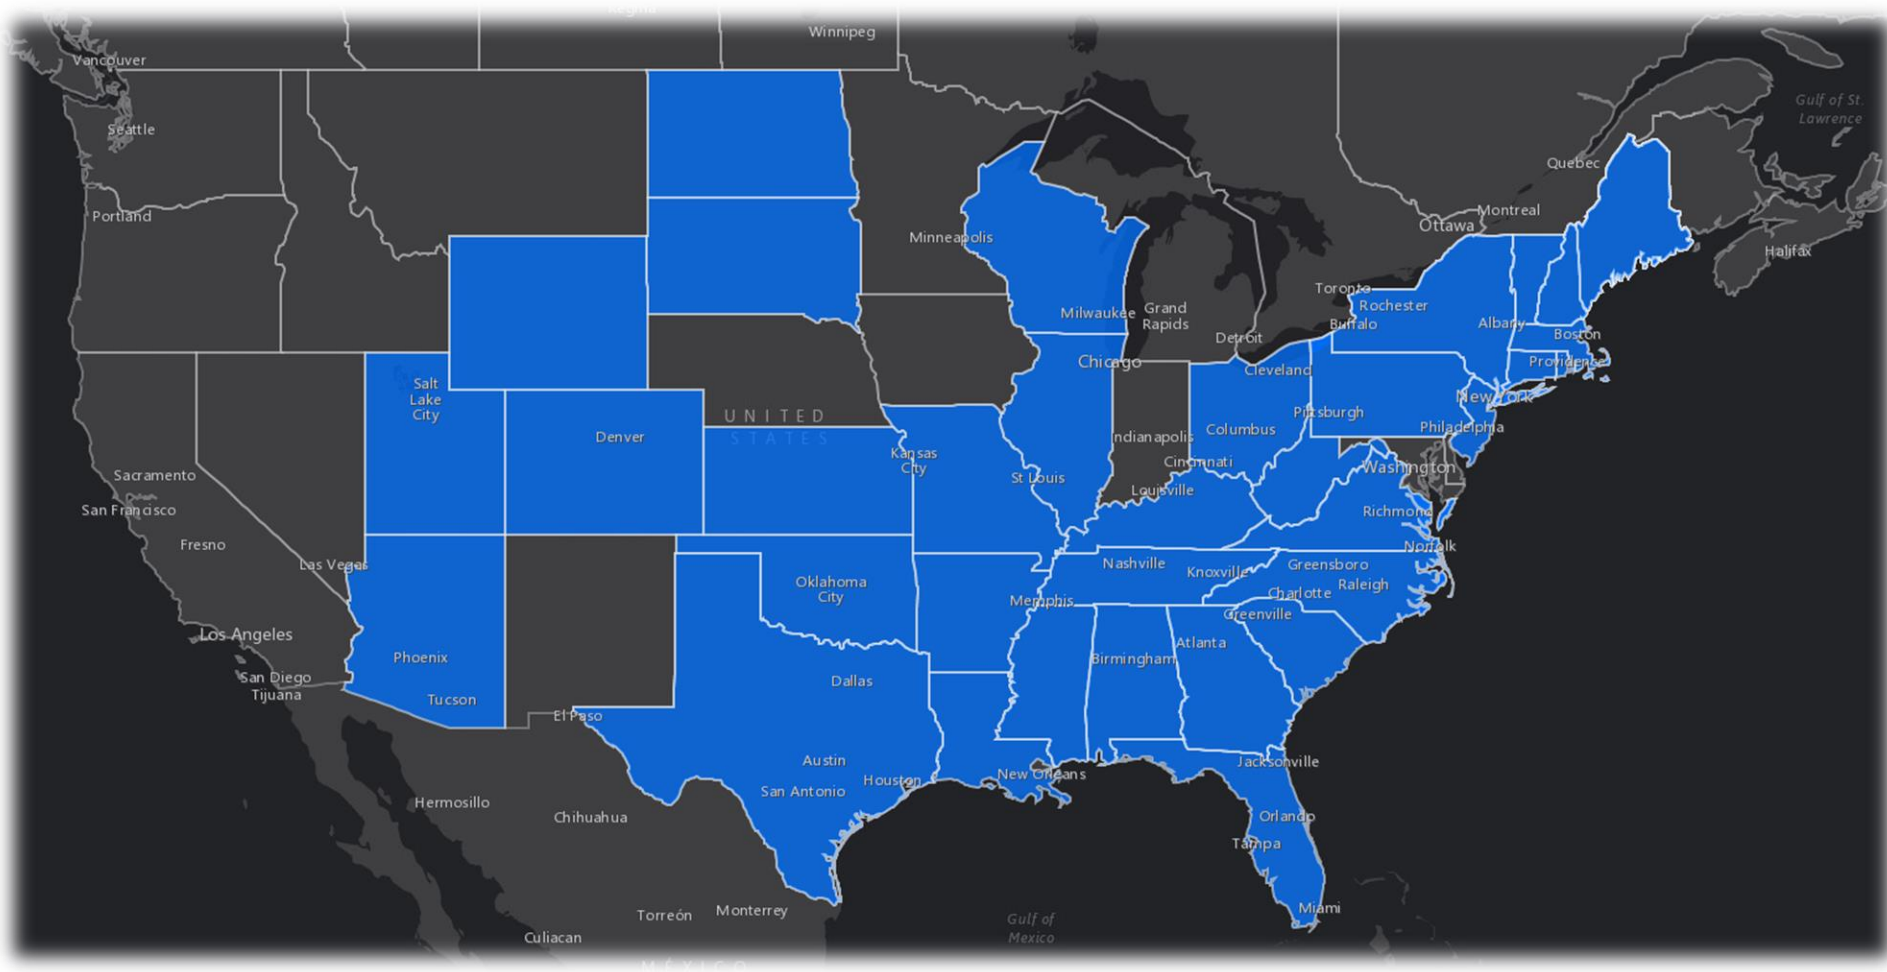 Regina
Winnipeg
Vancouver
Gulf of St.
Lawrence
Seattle
Quebec
Portland
Montreal
Ottawa
Minneapolis
Halifax
Toronto
Rochester
Milwaukee
Grand
Rapids
Buffalo
Albany
Boston
Detroit
Chicago
Providence
Cleveland
Salt
Lake
City
New York
UNITED
STATES
Pittsburgh
Philadelphia
Denver
Columbus
Indianapolis
Kansas
City
Cincinnati
Washington
Sacramento
St Louis
Louisville
San Francisco
Richmond
Fresno
Norfolk
Las Vegas
Nashville
Knoxville
Greensboro
Oklahoma
City
Raleigh
Charlotte
Memphis
Greenville
Los Angeles
Atlanta
Phoenix
Birmingham
San Diego
Tijuana
Dallas
Tucson
El Paso
Austin
Jacksonville
New Orleans
Houston
San Antonio
Hermosillo
Chihuahua
Orlando
Tampa
Miami
Torreón
Monterrey
Gulf of
Mexico
Culiacan
MÉXICO